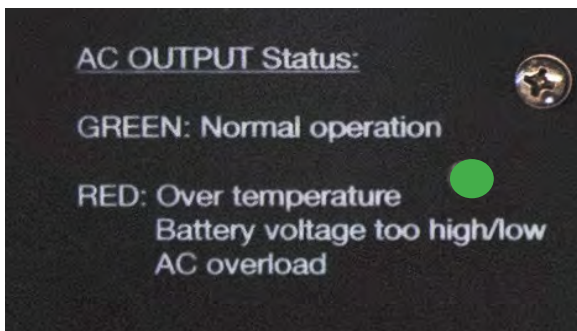 AC OUTPUT Status:
GREEN: Normal operation
RED: Over temperature
Battery voltage too high/low
AC overload